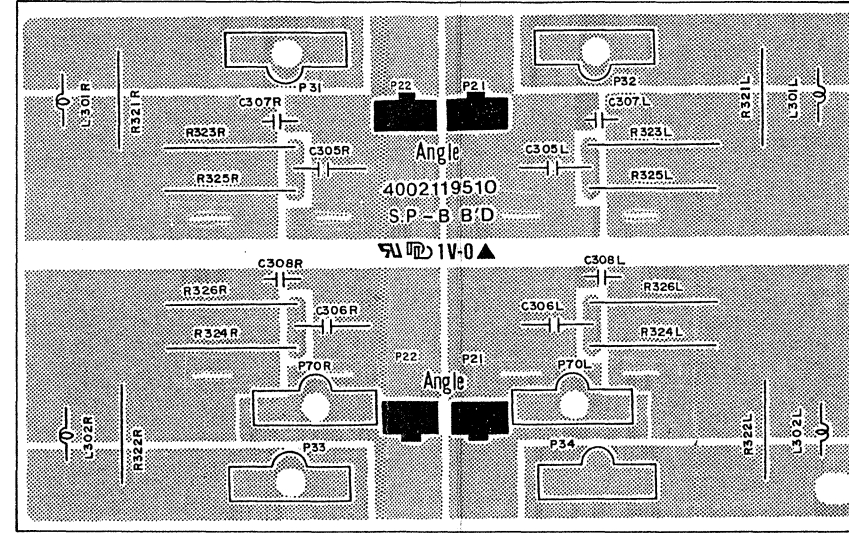 P31
P22
P21
P32
L301R
R321R
C307R
C307L
R321L
L301L
R323R
R323L
C305R
Angle
C305L
R325R
R325L
4002119510
S.P-B B'D
1V-0
C308R
C308L
R326R
R326L
C306R
C306L
R324R
R324L
P22
P21
P70R
P70L
Angle
L302R
R322R
P33
P34
R322L
L302L